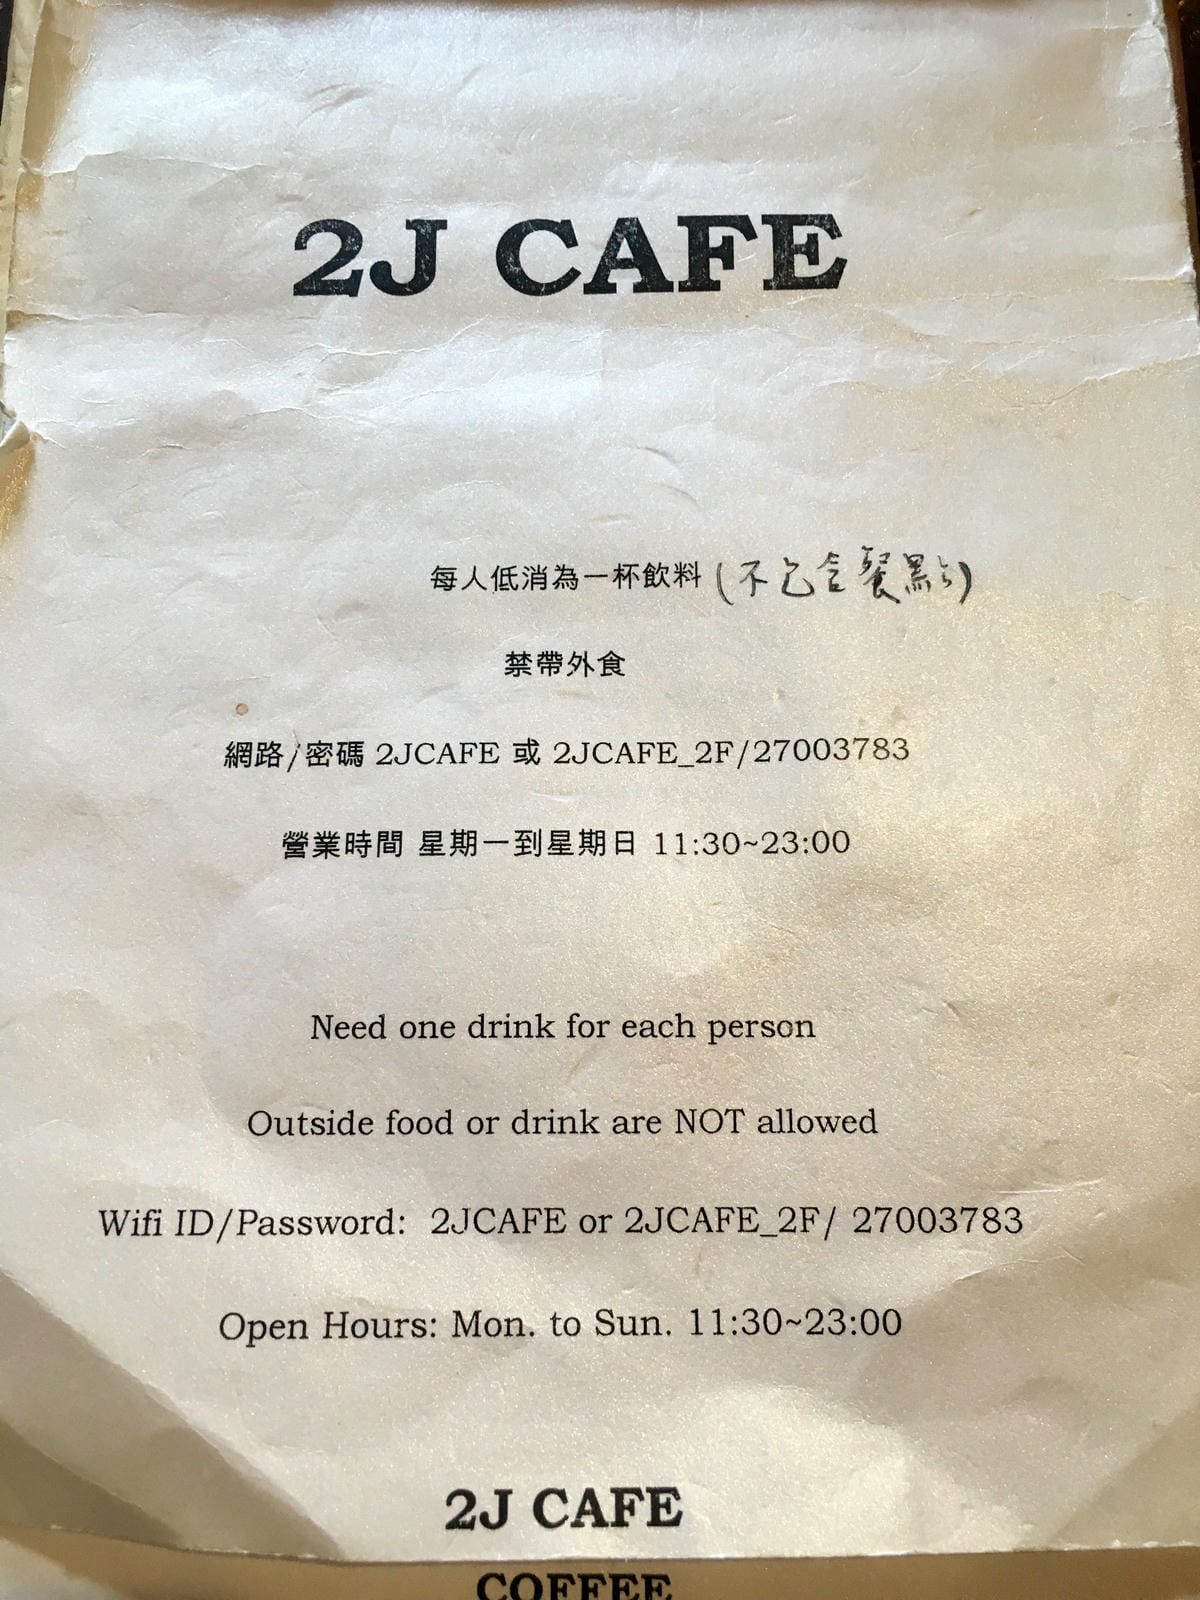 2J CAFE
每人低消為一杯飲料(不包含餐點)
禁帶外食
網路/密碼 2JCAFE 或 2JCAFE_2F/27003783
營業時間 星期一到星期日 11:30~23:00
Need one drink for each person
Outside food or drink are NOT allowed
Wifi ID/Password: 2JCAFE or 2JCAFE_2F/ 27003783
Open Hours: Mon. to Sun. 11:30~23:00
2J CAFE
COFFEE